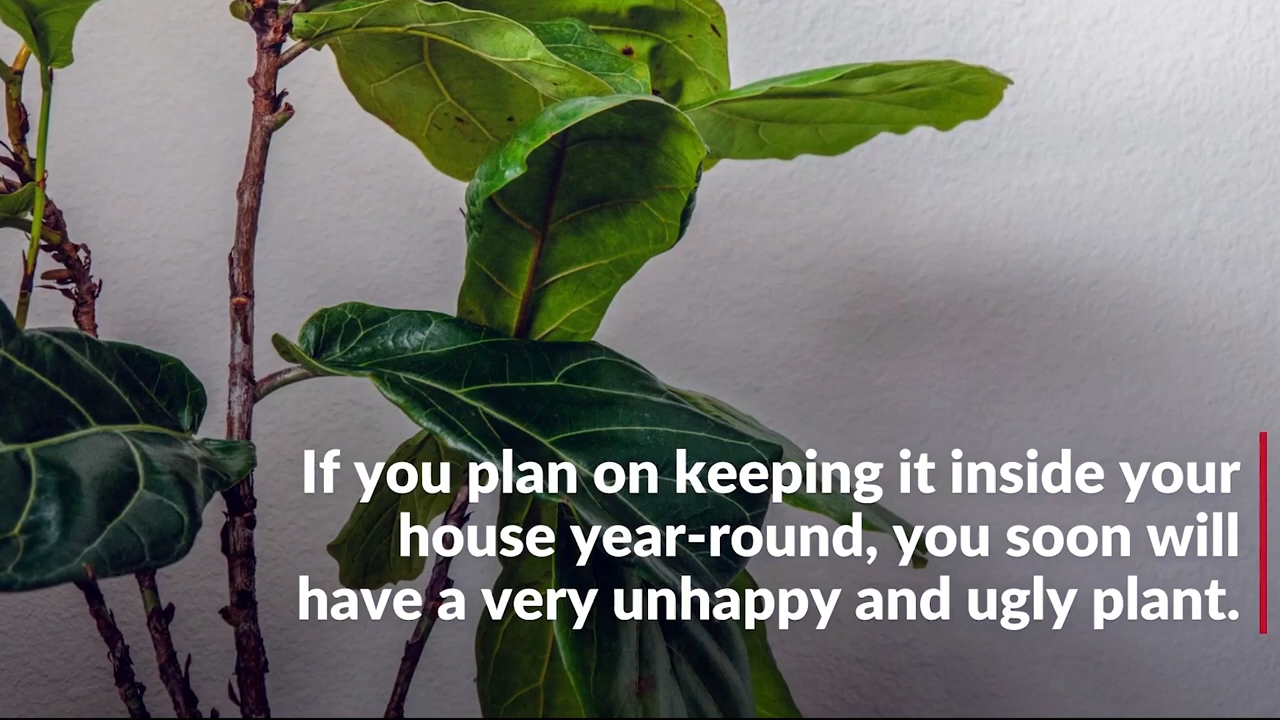 If you plan on keeping it inside your
house year-round, you soon will
have a very unhappy and ugly plant.